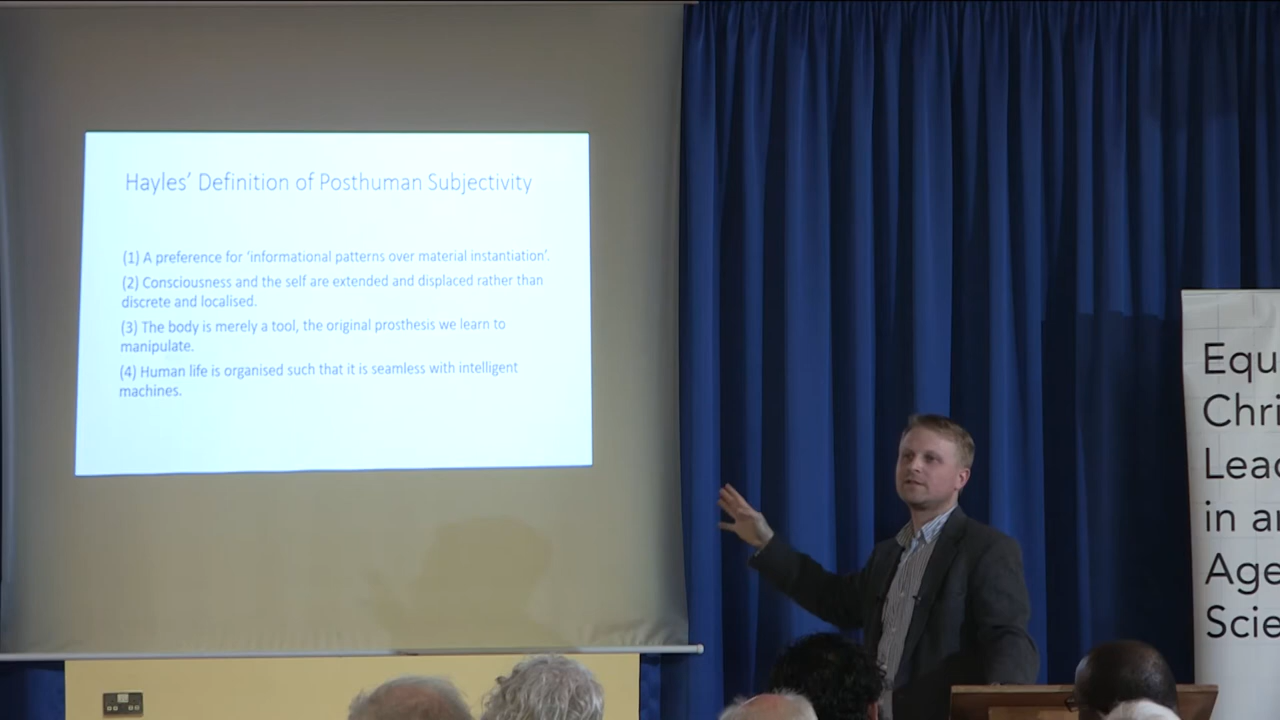 Hayles' Definition of Posthuman Subjectivity
(1) A preference for 'informational patterns over material instantiation'.
(2) Consciousness and the self are extended and displaced rather than
discrete and localised.
(3) The body is merely a tool, the original prosthesis we learn to
manipulate.
(4) Human life is organised such that it is seamless with intelligent
machines.
Equ
Chri
Lead
in an
Age
Scie